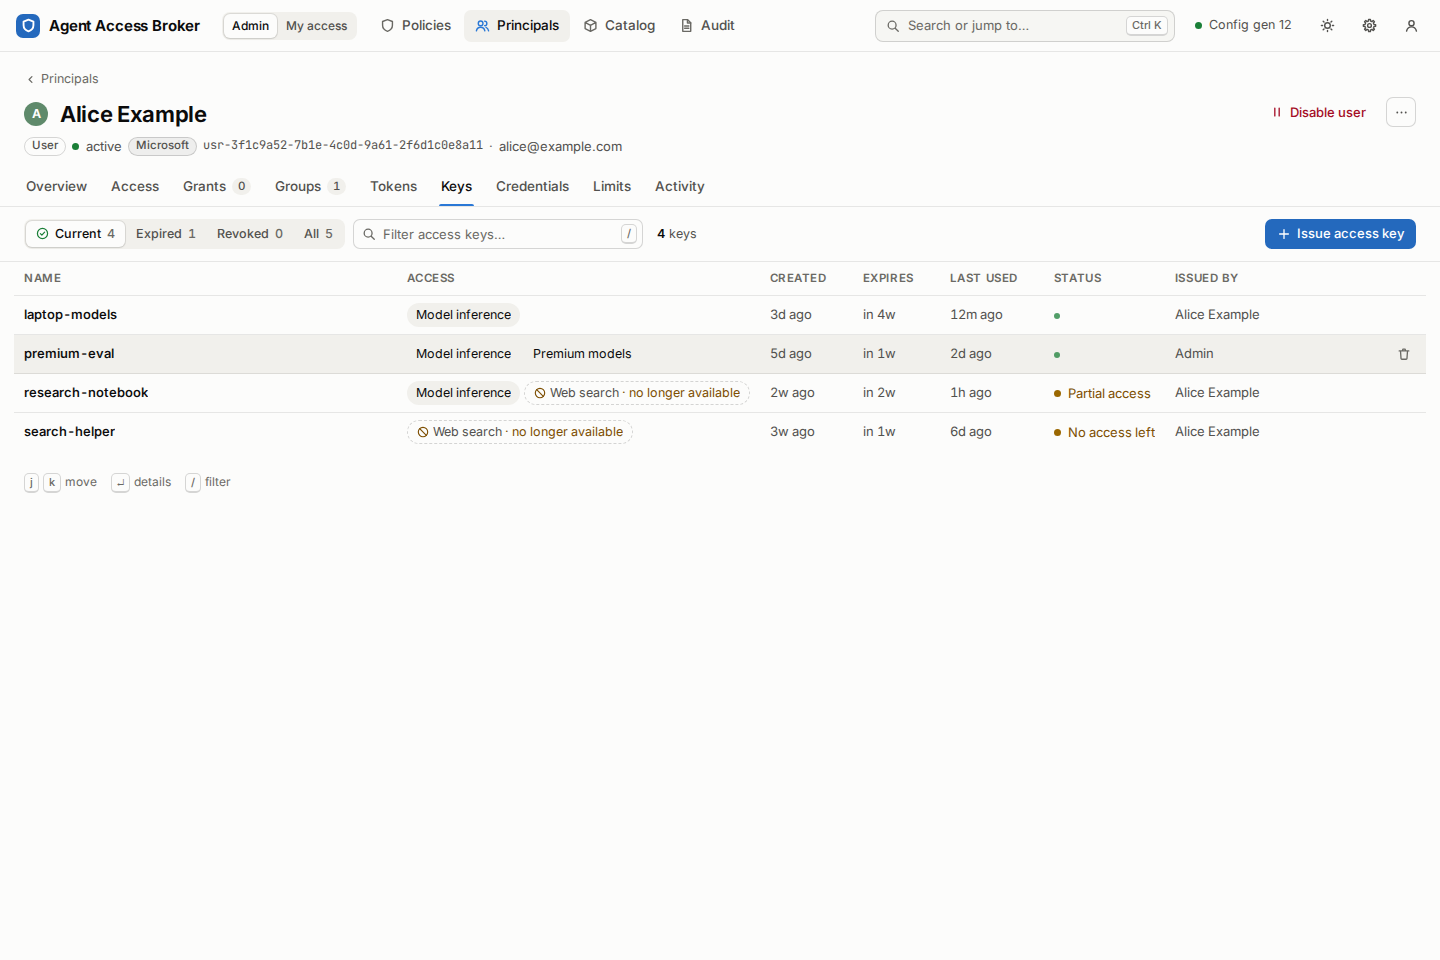 Agent Access Broker Admin My access Policies Principals Catalog Audit Search or jump to... Ctrl K Config gen 12
Principals
A Alice Example Disable user
User active Microsoft usr-3f1c9a52-7b1e-4c0d-9a61-2f6d1c0e8a11 · alice@example.com
Overview Access Grants 0 Groups 1 Tokens Keys Credentials Limits Activity
Current 4 Expired 1 Revoked 0 All 5 Filter access keys... / 4 keys Issue access key
NAME ACCESS CREATED EXPIRES LAST USED STATUS ISSUED BY
laptop-models Model inference 3d ago in 4w 12m ago Alice Example
premium-eval Model inference Premium models 5d ago in 1w 2d ago Admin
research-notebook Model inference Web search · no longer available 2w ago in 2w 1h ago Partial access Alice Example
search-helper Web search · no longer available 3w ago in 1w 6d ago No access left Alice Example
j k move ↵ details / filter